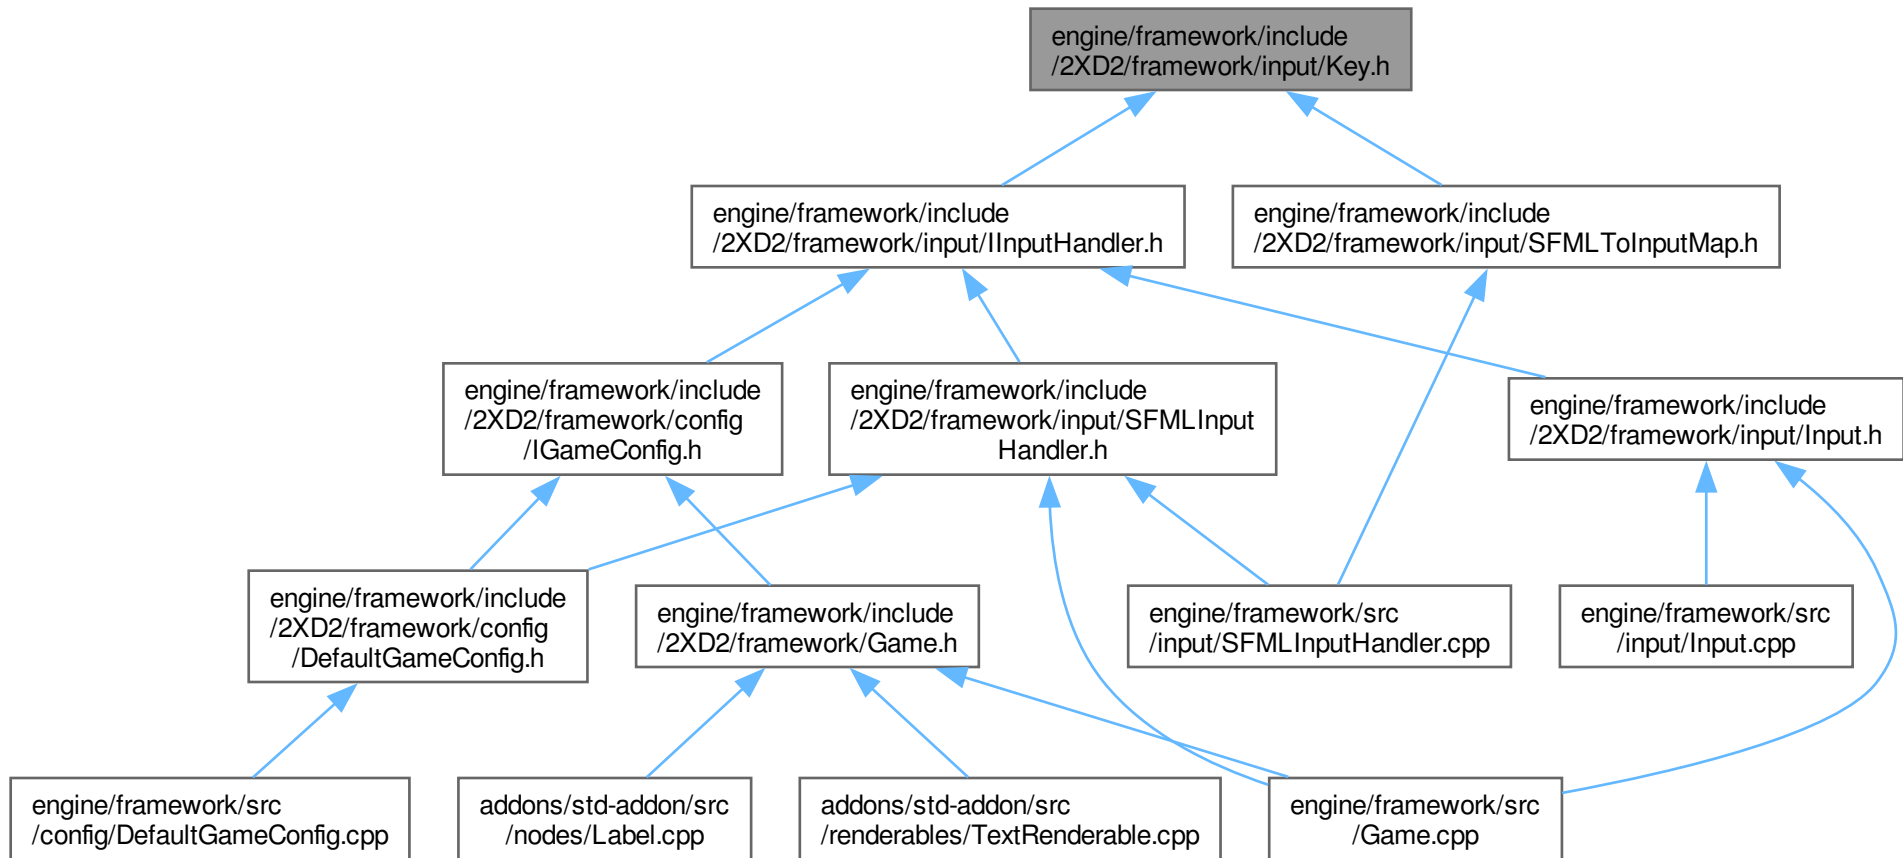 engine/framework/include
/2XD2/framework/input/Key.h
engine/framework/include
/2XD2/framework/input/IInputHandler.h
engine/framework/include
/2XD2/framework/input/SFMLToInputMap.h
engine/framework/include
/2XD2/framework/config
/IGameConfig.h
engine/framework/include
/2XD2/framework/input/SFMLInput
Handler.h
engine/framework/include
/2XD2/framework/input/Input.h
engine/framework/include
/2XD2/framework/config
/DefaultGameConfig.h
engine/framework/include
/2XD2/framework/Game.h
engine/framework/src
/input/SFMLInputHandler.cpp
engine/framework/src
/input/Input.cpp
engine/framework/src
/config/DefaultGameConfig.cpp
addons/std-addon/src
/nodes/Label.cpp
addons/std-addon/src
/renderables/TextRenderable.cpp
engine/framework/src
/Game.cpp